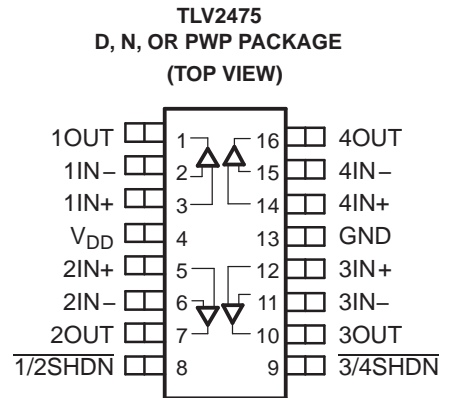 TLV2475
D, N, OR PWP PACKAGE
(TOP VIEW)
1OUT 1 16 4OUT
1IN− 2 15 4IN−
1IN+ 3 14 4IN+
VDD 4 13 GND
2IN+ 5 12 3IN+
2IN− 6 11 3IN−
2OUT 7 10 3OUT
1/2SHDN 8 9 3/4SHDN